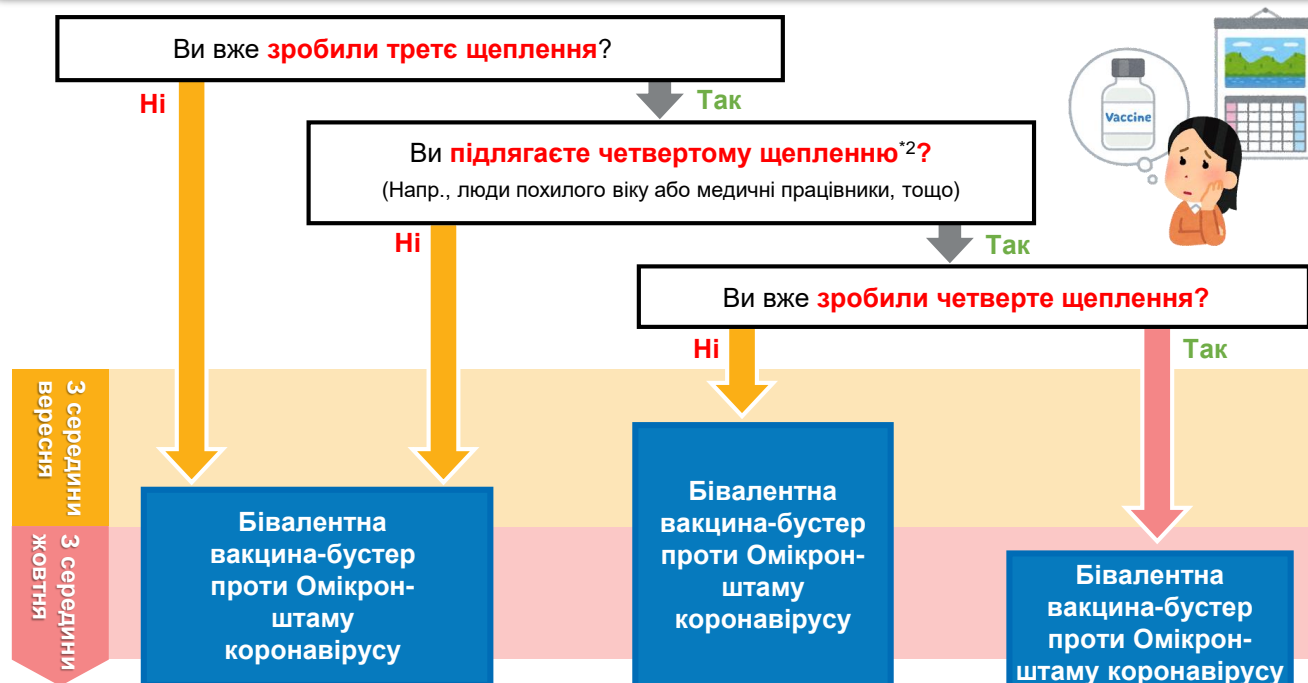 Ви вже зробили третє щеплення?
Ні
Так
Vaccine
Ви підлягаєте четвертому щепленню*2?
(Напр., люди похилого віку або медичні працівники, тощо)
Ні
Так
Ви вже зробили четверте щеплення?
Ні
Так
З середини
вересня
З середини
жовтня
Бівалентна
вакцина-бустер
проти Омікрон-
штаму
коронавірусу
Бівалентна
вакцина-бустер
проти Омікрон-
штаму
коронавірусу
Бівалентна
вакцина-бустер
проти Омікрон-
штаму коронавірусу